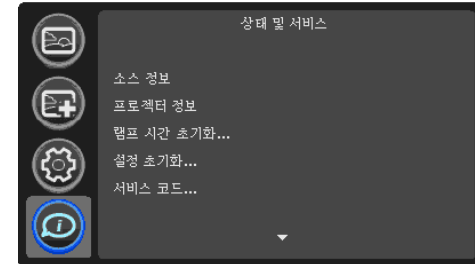 상태 및 서비스
소스 정보
프로젝터 정보
램프 시간 초기화...
설정 초기화...
서비스 코드...